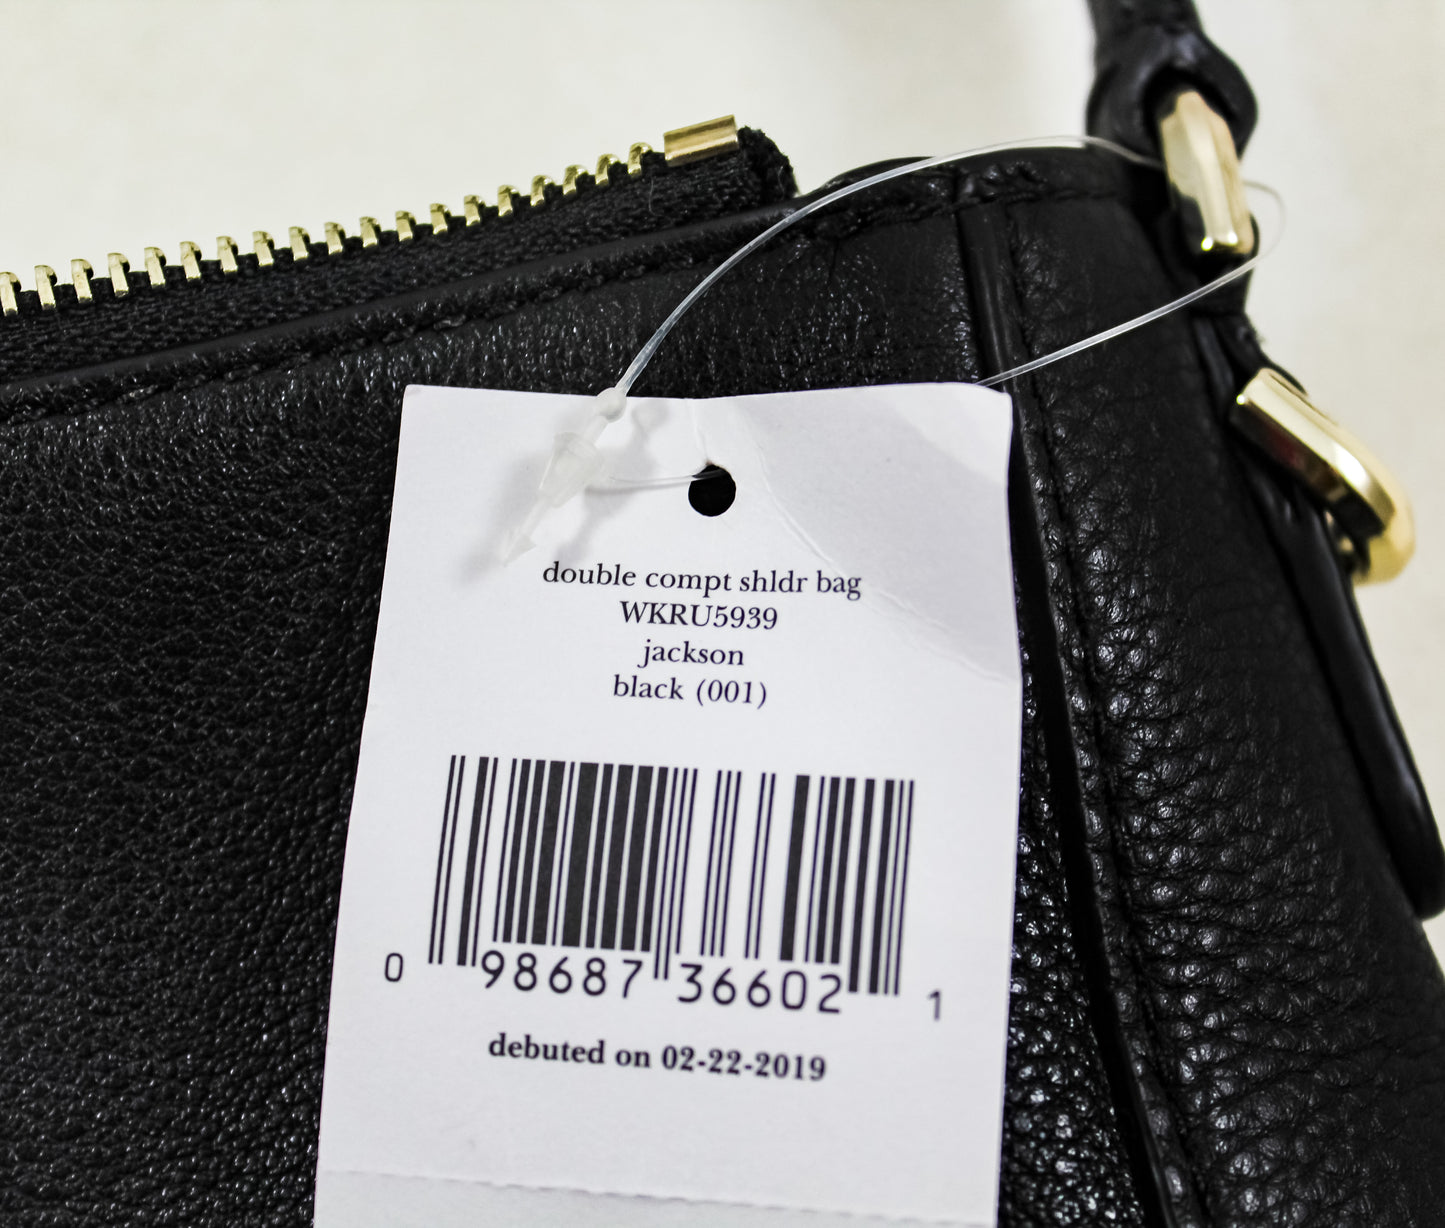 double compt shldr bag
WKRU5939
jackson
black (001)
0 98687 36602 1
debuted on 02-22-2019